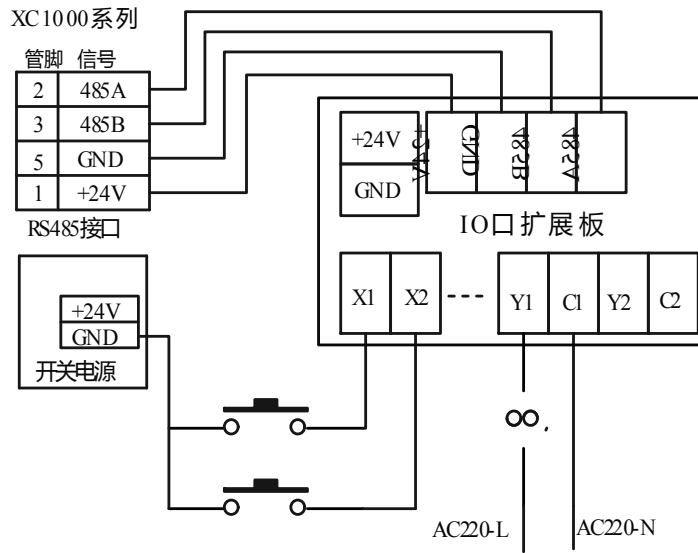 XC1000系列
管脚 信号
2 485A
3 485B
5 GND
1 +24V
RS485接口
+24V
GND
+24V
GND
485B
485A
IO口扩展板
X1 X2 Y1 C1 Y2 C2
+24V
GND
开关电源
AC220-L
AC220-N